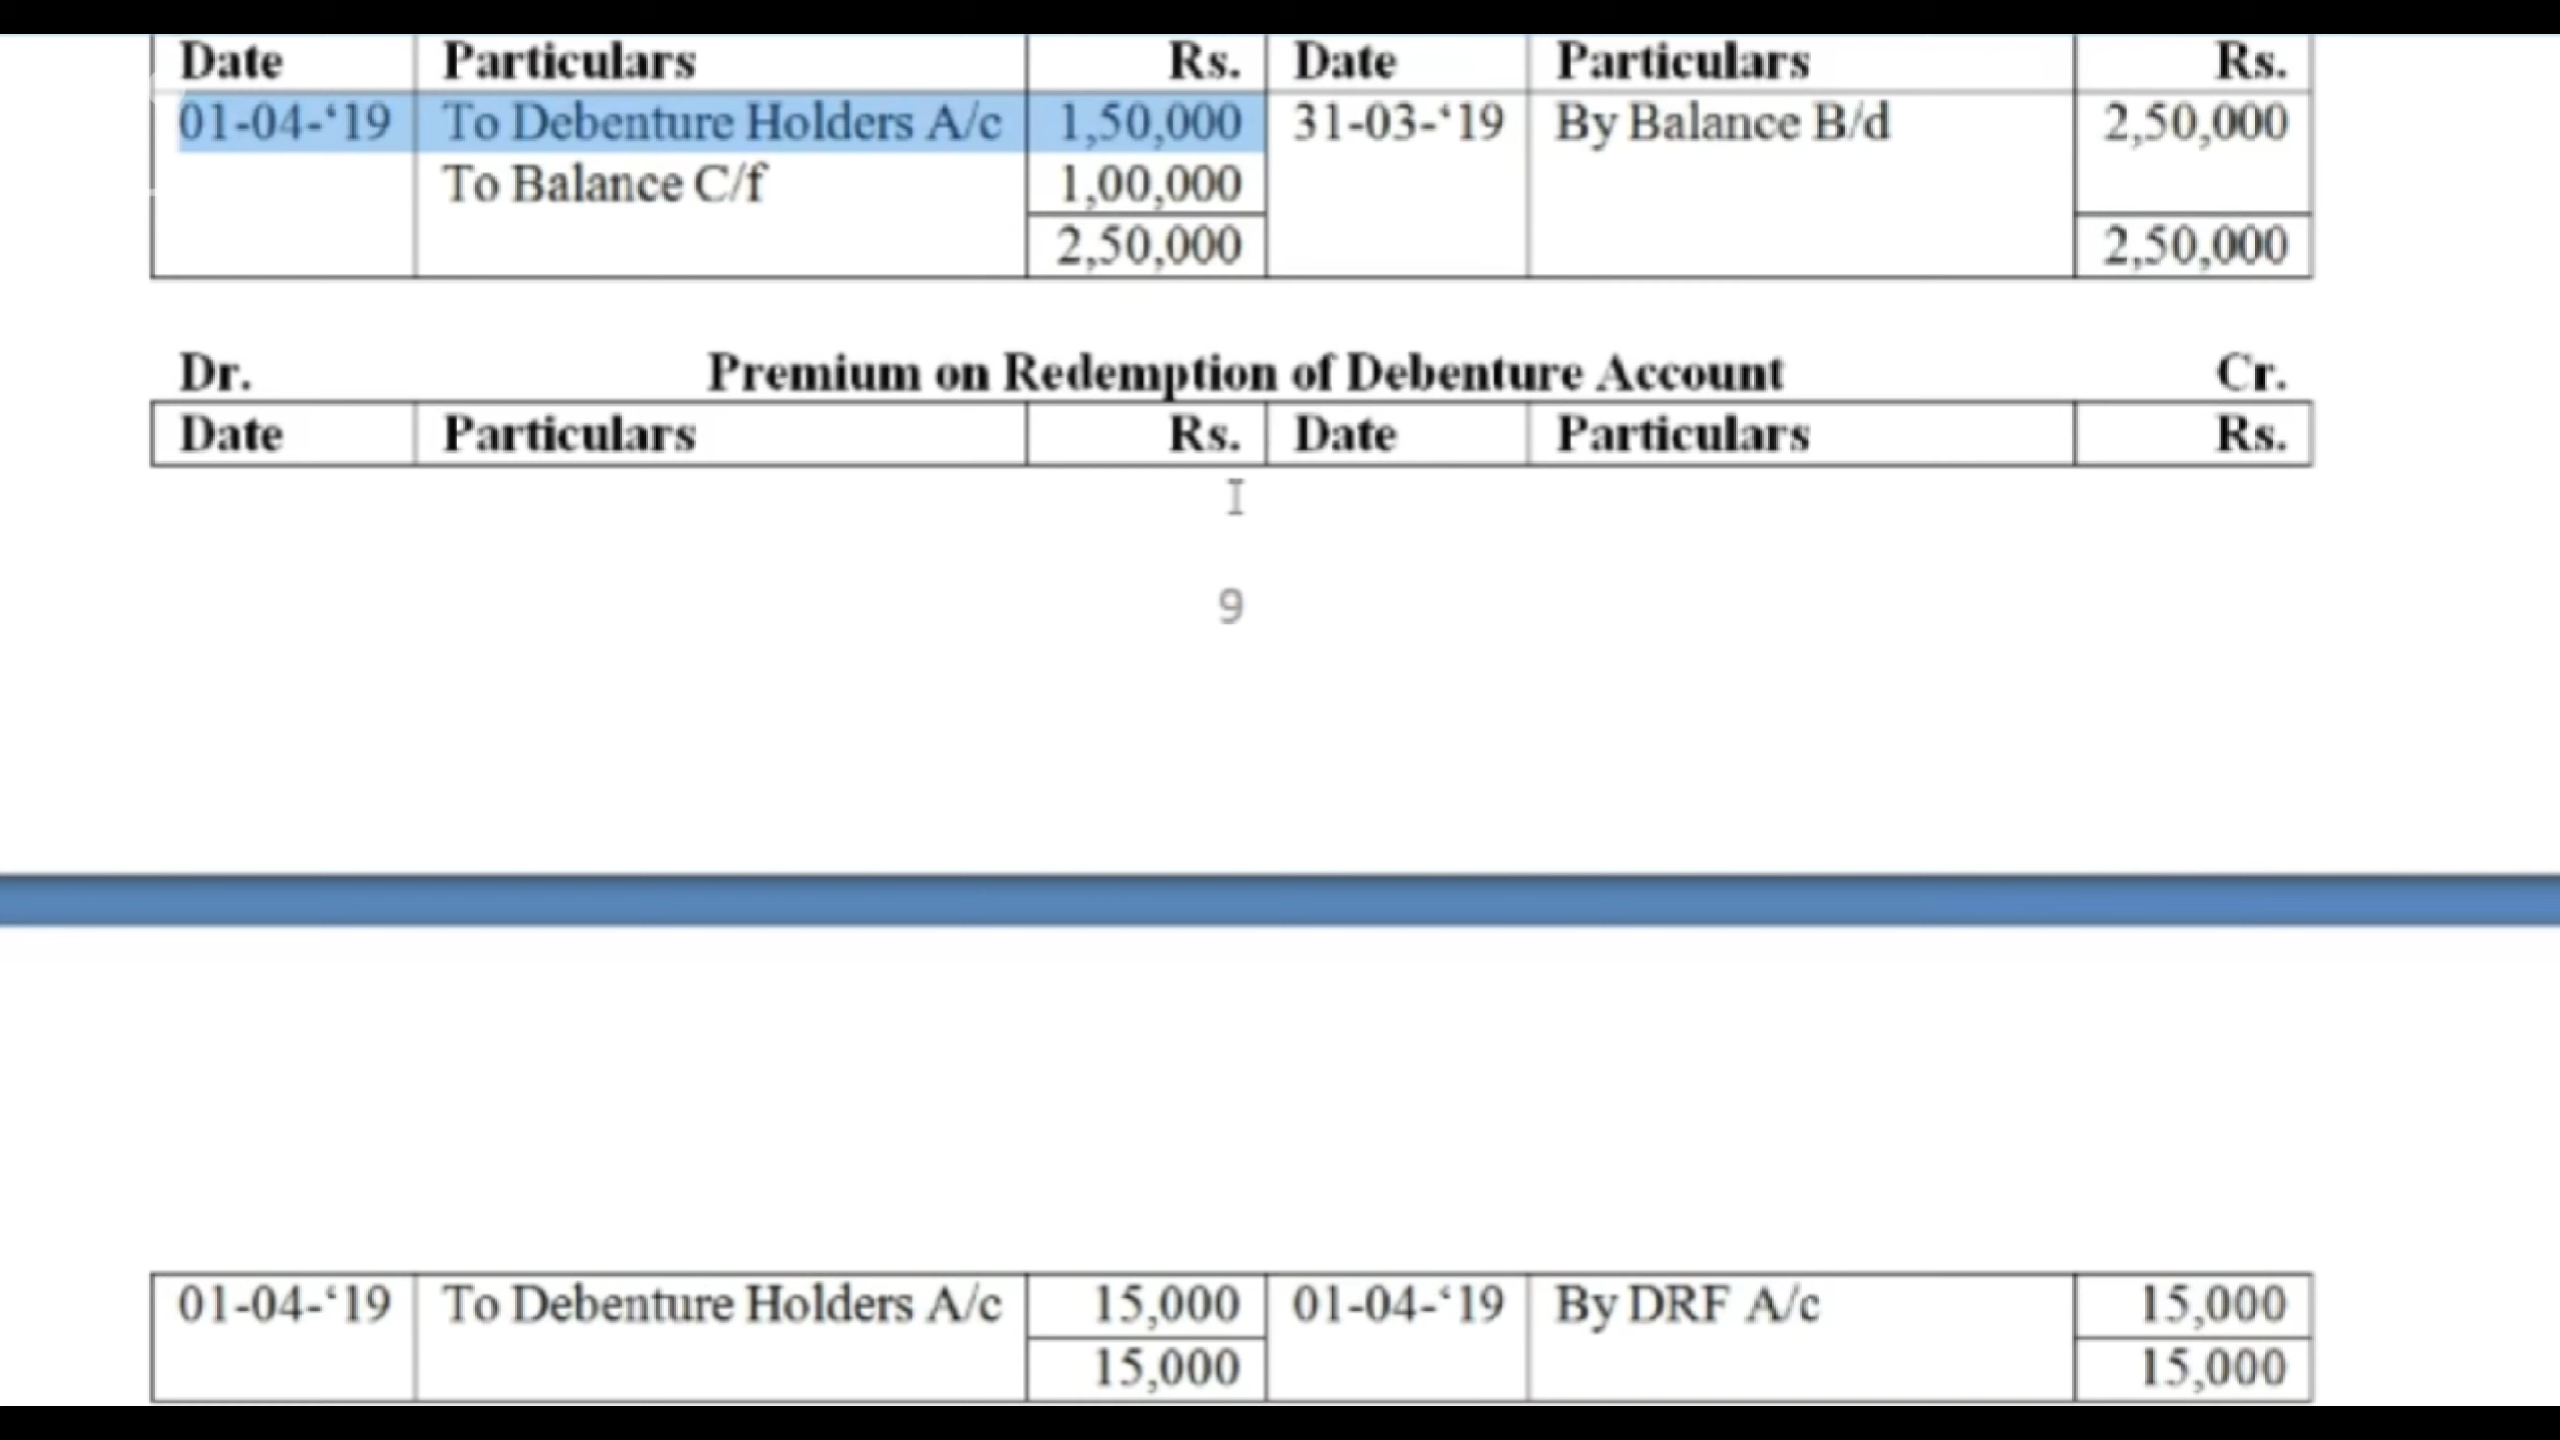 Date Particulars Rs. Date Particulars Rs.
01-04-‘19 To Debenture Holders A/c 1,50,000 31-03-‘19 By Balance B/d 2,50,000
To Balance C/f 1,00,000
2,50,000 2,50,000
Dr. Premium on Redemption of Debenture Account Cr.
Date Particulars Rs. Date Particulars Rs.
9
01-04-‘19 To Debenture Holders A/c 15,000 01-04-‘19 By DRF A/c 15,000
15,000 15,000